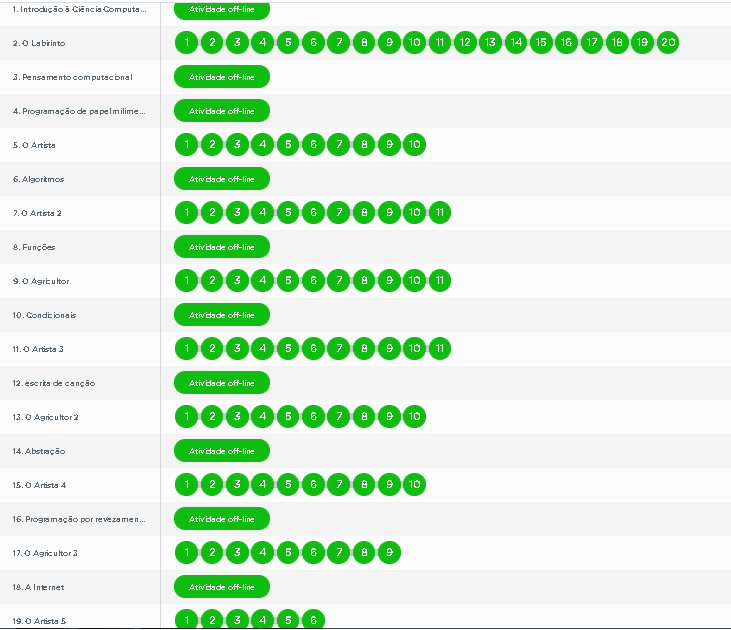 1. Introdução à Ciência Computa... Atividade off-line
2. O Labirinto 1 2 3 4 5 6 7 8 9 10 11 12 13 14 15 16 17 18 19 20
3. Pensamento computacional Atividade off-line
4. Programação de papel milime... Atividade off-line
5. O Artista 1 2 3 4 5 6 7 8 9 10
6. Algoritmos Atividade off-line
7. O Artista 2 1 2 3 4 5 6 7 8 9 10 11
8. Funções Atividade off-line
9. O Agricultor 1 2 3 4 5 6 7 8 9 10 11
10. Condicionais Atividade off-line
11. O Artista 3 1 2 3 4 5 6 7 8 9 10 11
12. escrita de canção Atividade off-line
13. O Agricultor 2 1 2 3 4 5 6 7 8 9 10
14. Abstração Atividade off-line
15. O Artista 4 1 2 3 4 5 6 7 8 9 10
16. Programação por revezamen... Atividade off-line
17. O Agricultor 3 1 2 3 4 5 6 7 8 9
18. A Internet Atividade off-line
19. O Artista 5 1 2 3 4 5 6